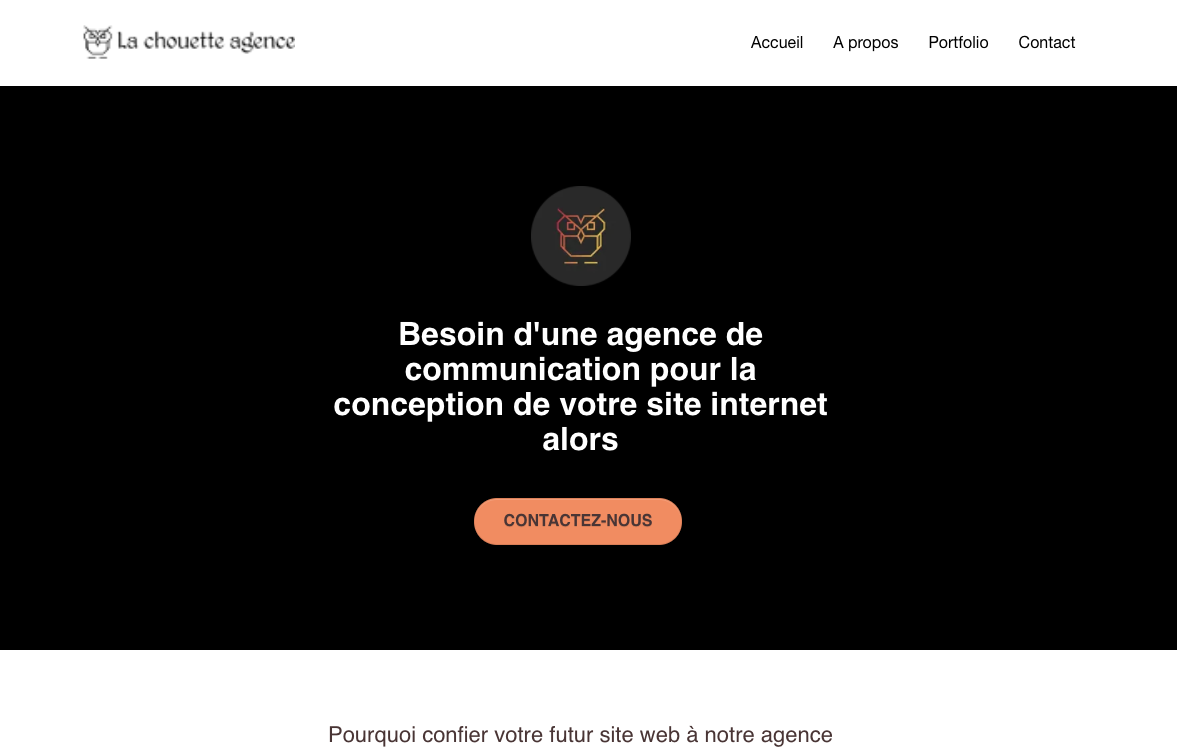 La chouette agence
Accueil A propos Portfolio Contact
Besoin d'une agence de
communication pour la
conception de votre site internet
alors
CONTACTEZ-NOUS
Pourquoi confier votre futur site web à notre agence